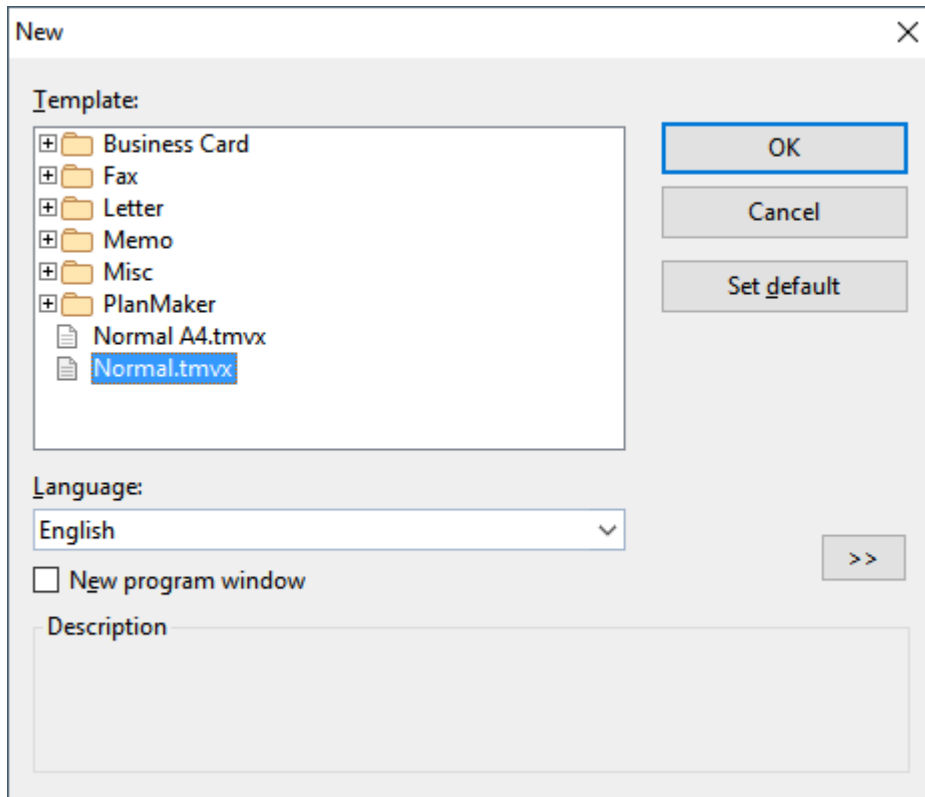 New
Template:
Business Card
Fax
Letter
Memo
Misc
PlanMaker
Normal A4.tmvx
Normal.tmvx
OK
Cancel
Set default
Language:
English
New program window
>>
Description